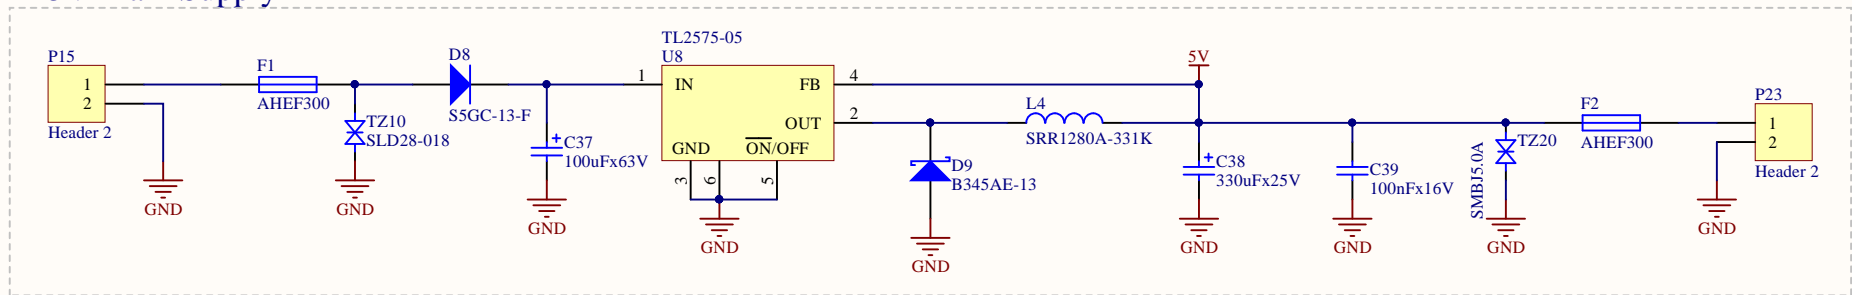 Supply
P15
1
2
Header 2
GND
F1
AHEF300
TZ10
SLD28-018
GND
D8
S5GC-13-F
C37
100uFx63V
GND
TL2575-05
U8
1
IN
FB
4
OUT
2
GND
ON/OFF
3
6
5
GND
D9
B345AE-13
GND
L4
SRR1280A-331K
5V
C38
330uFx25V
GND
C39
100nFx16V
GND
TZ20
SMBJ5.0A
GND
F2
AHEF300
P23
1
2
Header 2
GND